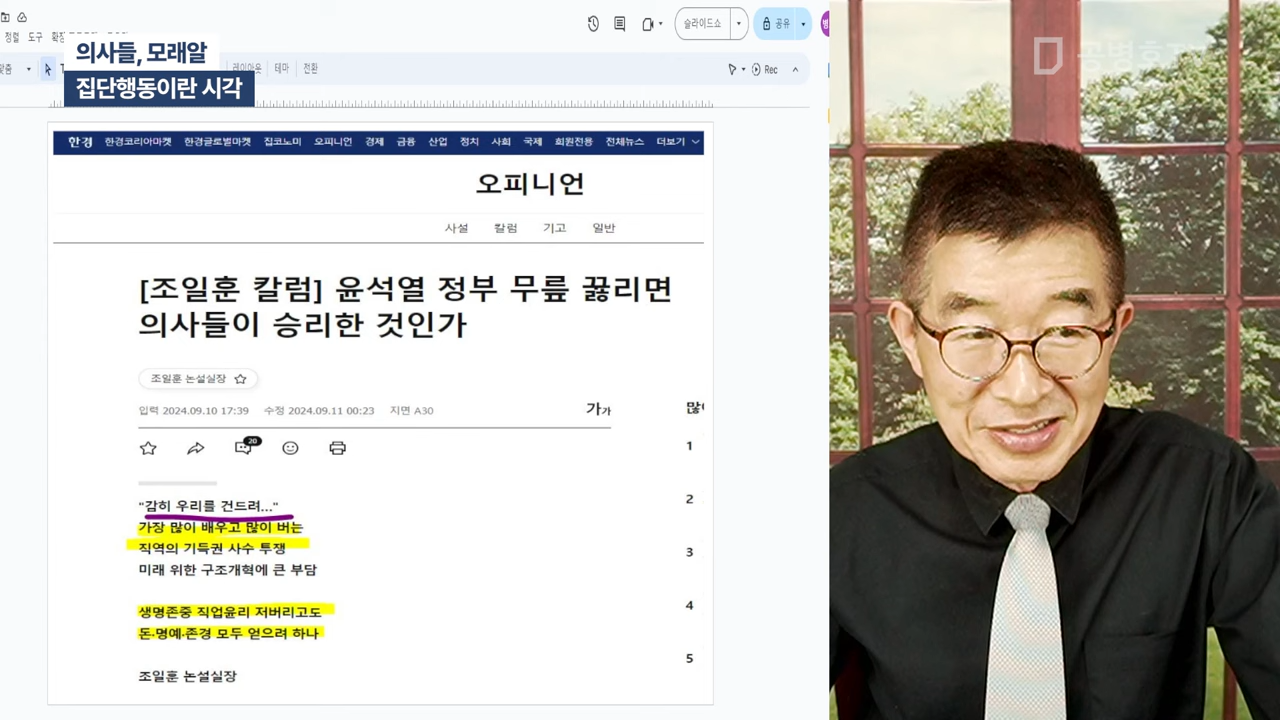 정렬 도구
슬라이드쇼
공유
의사들, 모래알
집단행동이란 시각
맞춤
레이아웃 테마 전환
Rec
한경 한경코리아마켓 한경글로벌마켓 집코노미 오피니언 경제 금융 산업 정치 사회 국제 회원전용 전체뉴스 더보기
오피니언
사설 칼럼 기고 일반
[조일훈 칼럼] 윤석열 정부 무릎 꿇리면
의사들이 승리한 것인가
조일훈 논설실장
입력 2024.09.10 17:39 수정 2024.09.11 00:23 지면 A30
가가
20
1
2
3
4
5
"감히 우리를 건드려..."
가장 많이 배우고 많이 버는
직역의 기득권 사수 투쟁
미래 위한 구조개혁에 큰 부담
생명존중 직업윤리 저버리고도
돈·명예·존경 모두 얻으려 하나
조일훈 논설실장